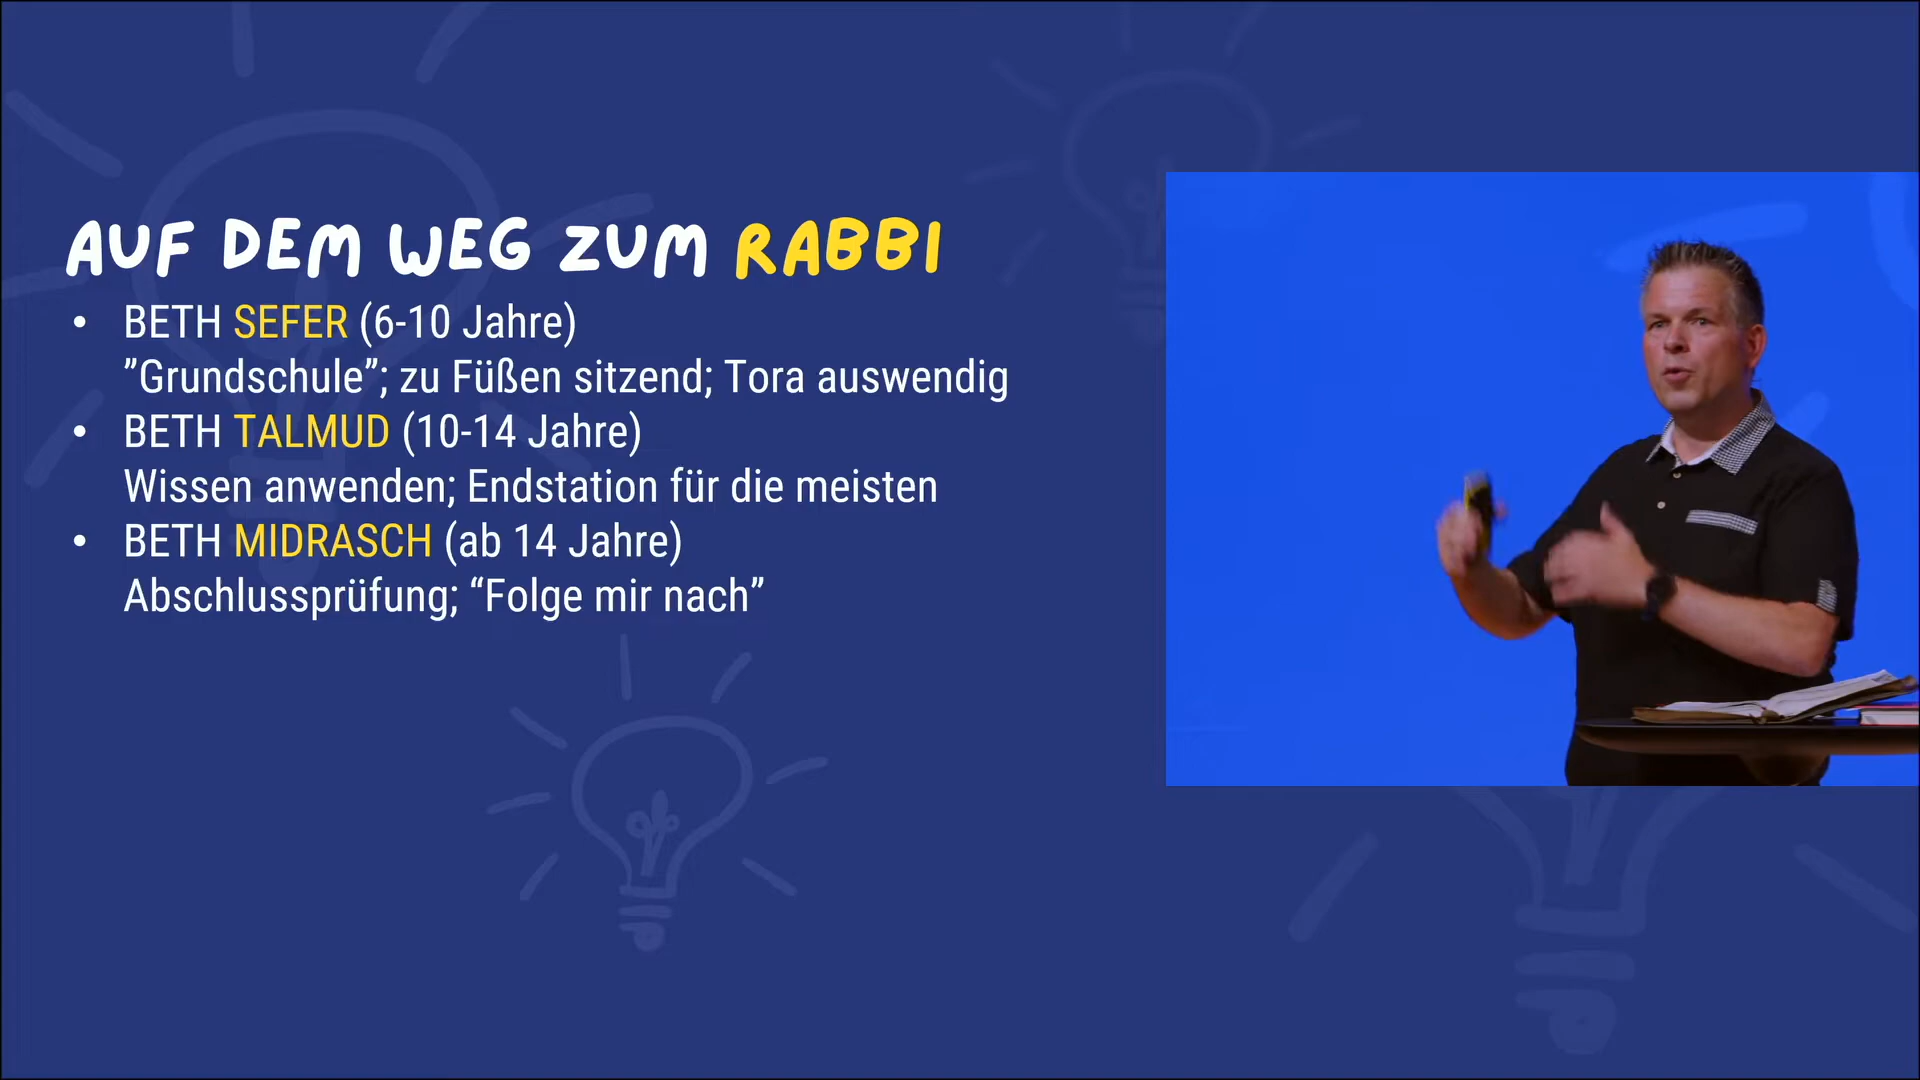 AUF DEM WEG ZUM RABBI
• BETH SEFER (6-10 Jahre)
”Grundschule”; zu Füßen sitzend; Tora auswendig
• BETH TALMUD (10-14 Jahre)
Wissen anwenden; Endstation für die meisten
• BETH MIDRASCH (ab 14 Jahre)
Abschlussprüfung; “Folge mir nach”